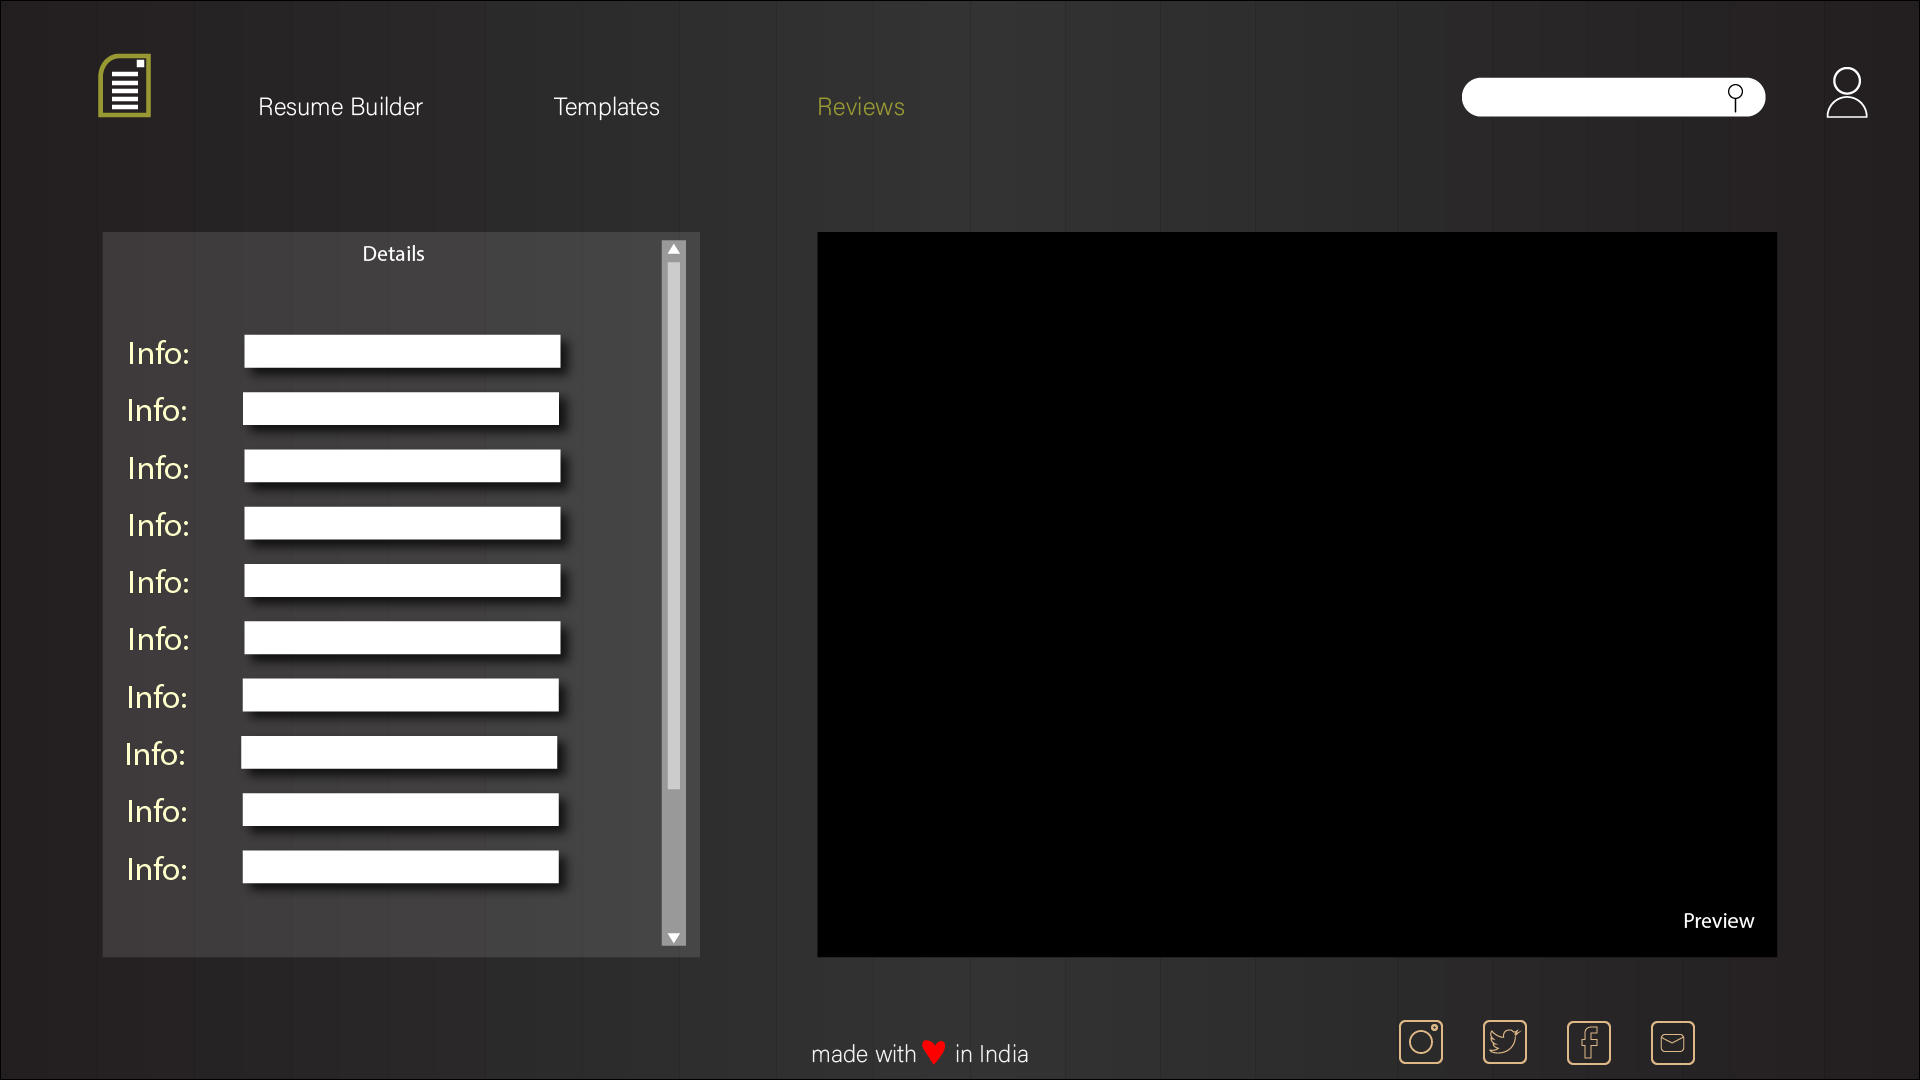 Resume Builder
Templates
Reviews
Details
Info:
Info:
Info:
Info:
Info:
Info:
Info:
Info:
Info:
Info:
Preview
made with in India